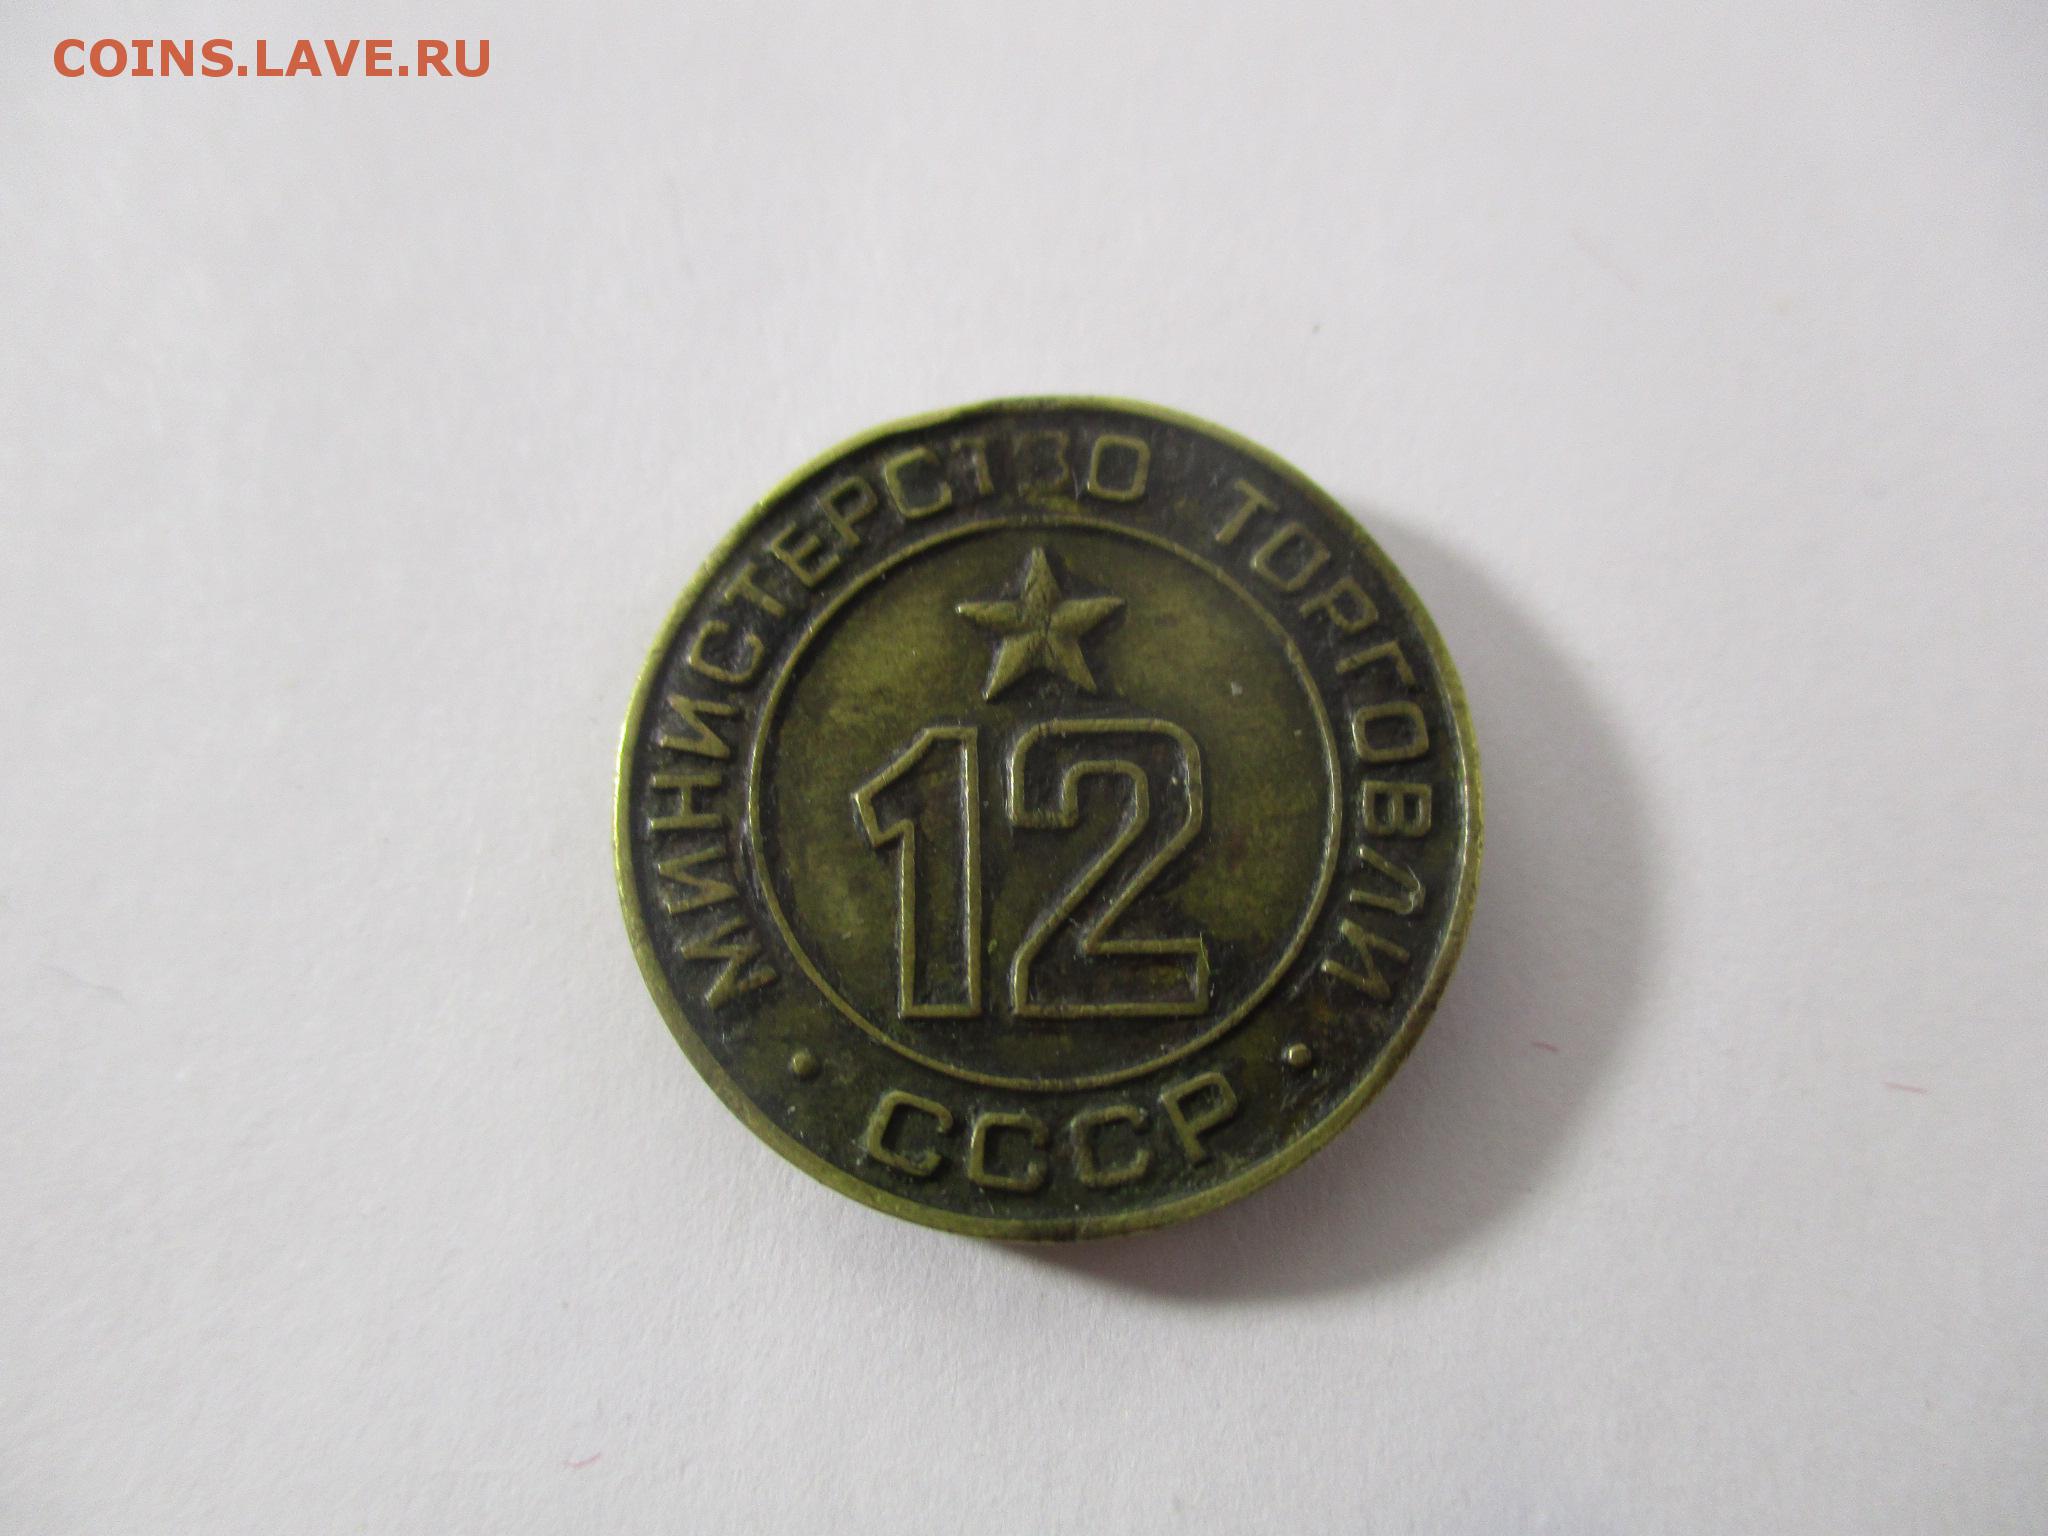 COINS.LAVE.RU
МИНИСТЕРСТВО ТОРГОВЛИ
12
· СССР ·